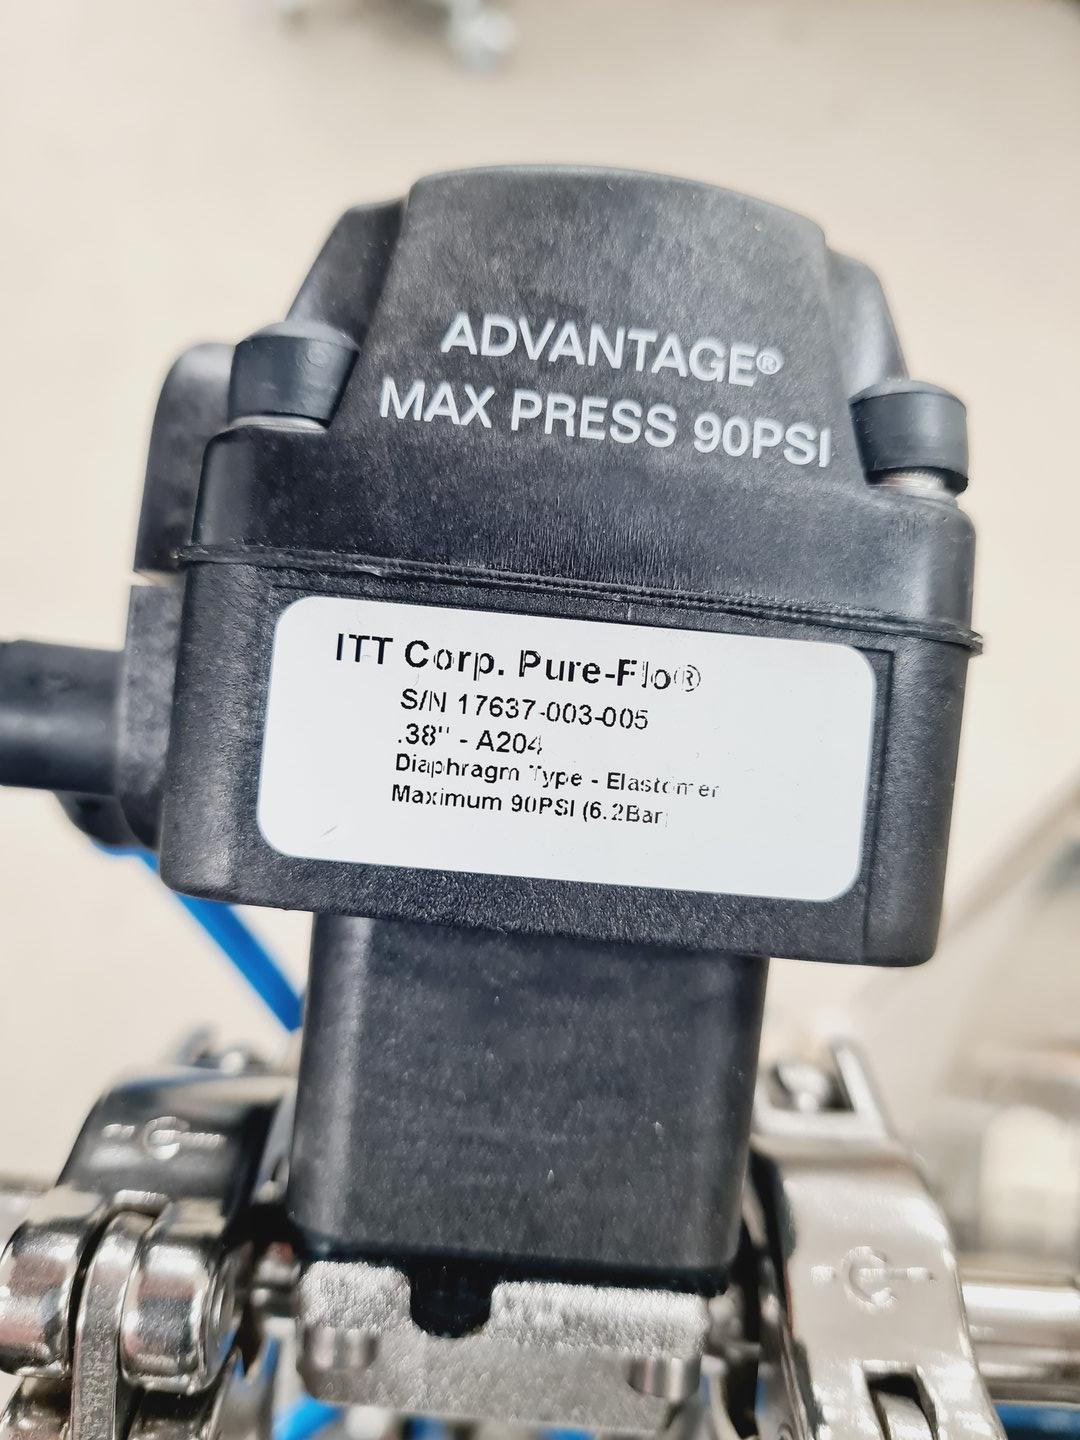 ADVANTAGE®
MAX PRESS 90PSI
ITT Corp. Pure-Flo®
S/N 17637-003-005
.38" - A204
Diaphragm Type - Elastomer
Maximum 90PSI (6.2Bar)